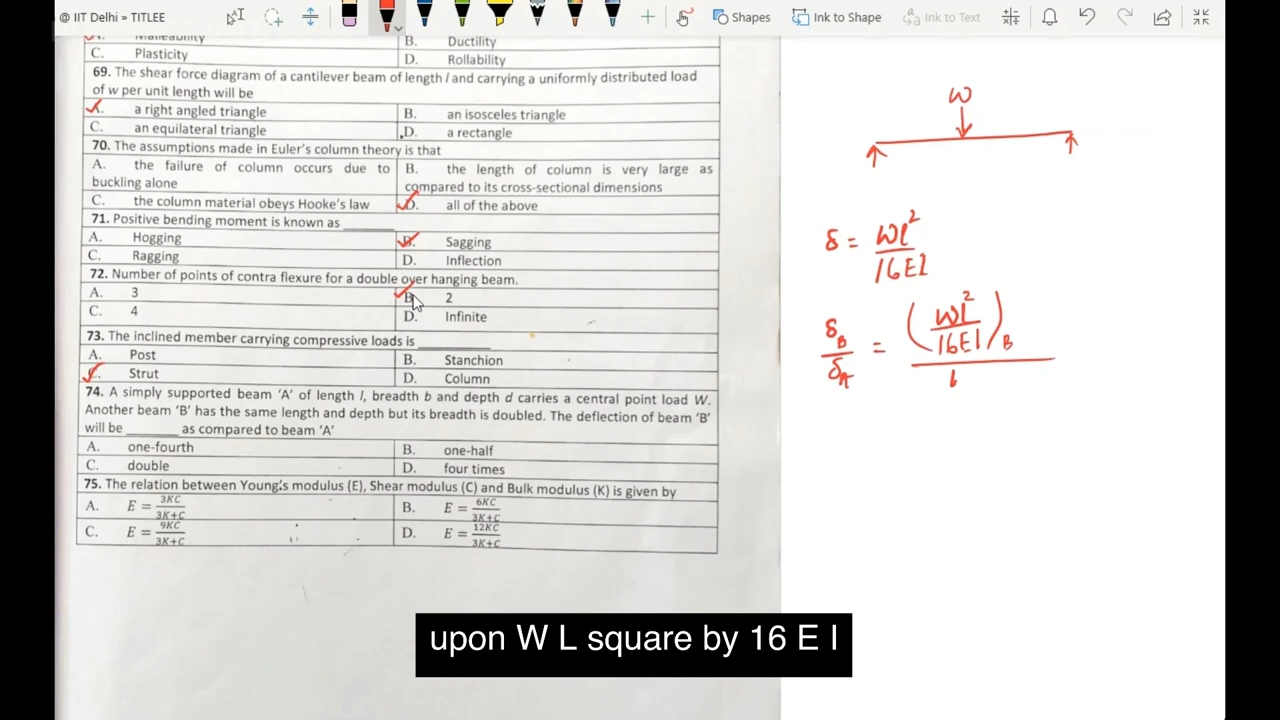 @ IIT Delhi » TITLEE
Shapes
Ink to Shape
Ink to Text
Malleability
B. Ductility
C. Plasticity
D. Rollability
69. The shear force diagram of a cantilever beam of length l and carrying a uniformly distributed load
of w per unit length will be
a right angled triangle
B. an isosceles triangle
C. an equilateral triangle
D. a rectangle
70. The assumptions made in Euler's column theory is that
A. the failure of column occurs due to
buckling alone
B. the length of column is very large as
compared to its cross-sectional dimensions
C. the column material obeys Hooke's law
D. all of the above
71. Positive bending moment is known as ______
A. Hogging
B. Sagging
C. Ragging
D. Inflection
72. Number of points of contra flexure for a double over hanging beam.
A. 3
B. 2
C. 4
D. Infinite
73. The inclined member carrying compressive loads is ______
A. Post
B. Stanchion
C. Strut
D. Column
74. A simply supported beam 'A' of length l, breadth b and depth d carries a central point load W.
Another beam 'B' has the same length and depth but its breadth is doubled. The deflection of beam 'B'
will be ______ as compared to beam 'A'
A. one-fourth
B. one-half
C. double
D. four times
75. The relation between Young's modulus (E), Shear modulus (C) and Bulk modulus (K) is given by
A. E = 3KC / 3K+C
B. E = 6KC / 3K+C
C. E = 9KC / 3K+C
D. E = 12KC / 3K+C
W
δ = Wl² / 16EI
δB / δA = (Wl² / 16EI)B
upon W L square by 16 E I